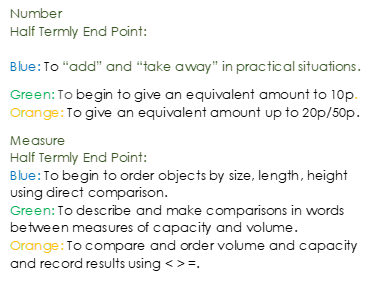 Number
Half Termly End Point:
Blue: To “add” and “take away” in practical situations.
Green: To begin to give an equivalent amount to 10p.
Orange: To give an equivalent amount up to 20p/50p.
Measure
Half Termly End Point:
Blue: To begin to order objects by size, length, height
using direct comparison.
Green: To describe and make comparisons in words
between measures of capacity and volume.
Orange: To compare and order volume and capacity
and record results using < > =.